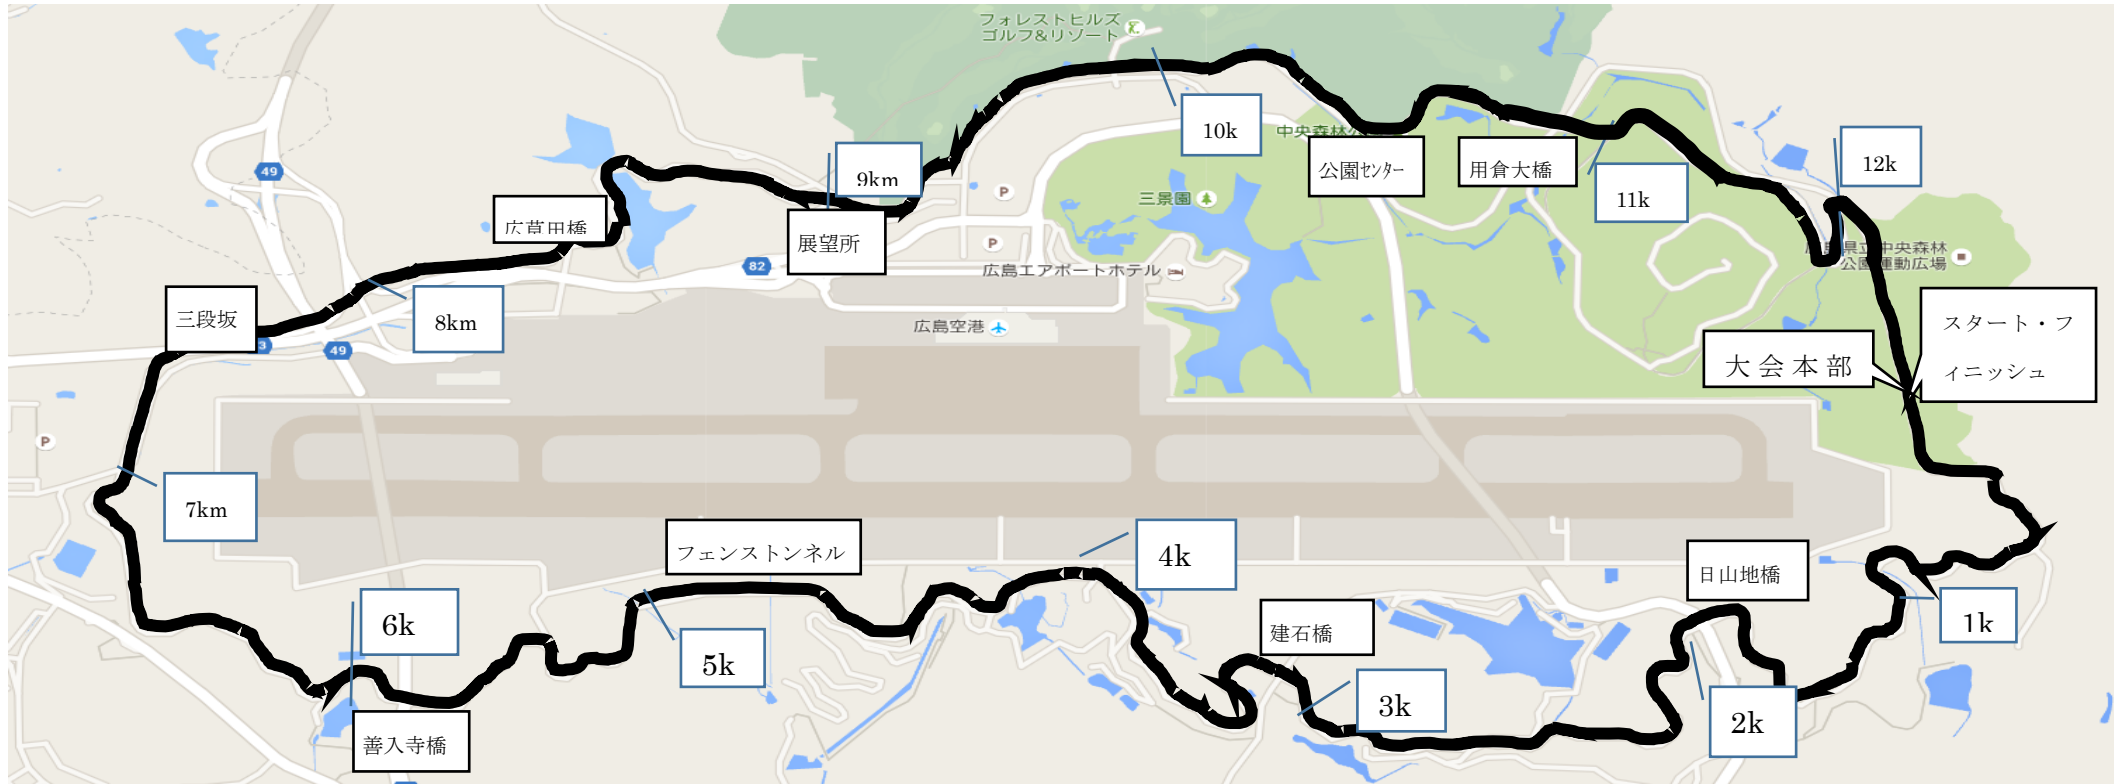 フォレストヒルズ
ゴルフ&リゾート
10k
中央森林公
公園センター
用倉大橋
11k
12k
49
9km
P
三景園
広草田橋
展望所
P
82
広島エアポートホテル
広島県立中央森林
公園運動広場
三段坂
8km
広島空港
スタート・フ
ィニッシュ
大会本部
3
49
P
7km
フェンストンネル
4k
日山地橋
6k
5k
建石橋
1k
3k
2k
善入寺橋